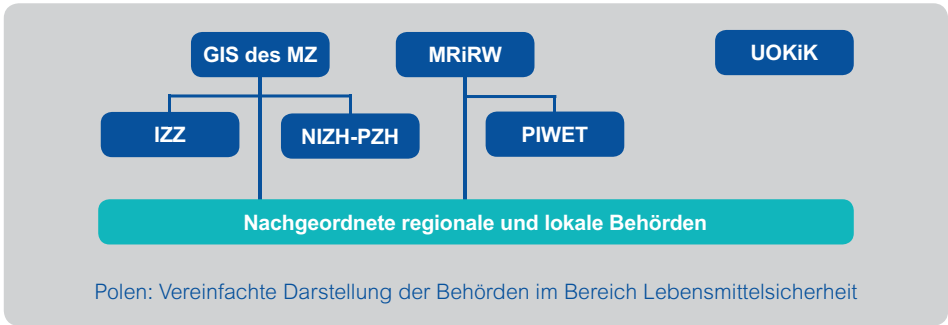 GIS des MZ
MRiRW
UOKiK
IZZ
NIZH-PZH
PIWET
Nachgeordnete regionale und lokale Behörden
Polen: Vereinfachte Darstellung der Behörden im Bereich Lebensmittelsicherheit